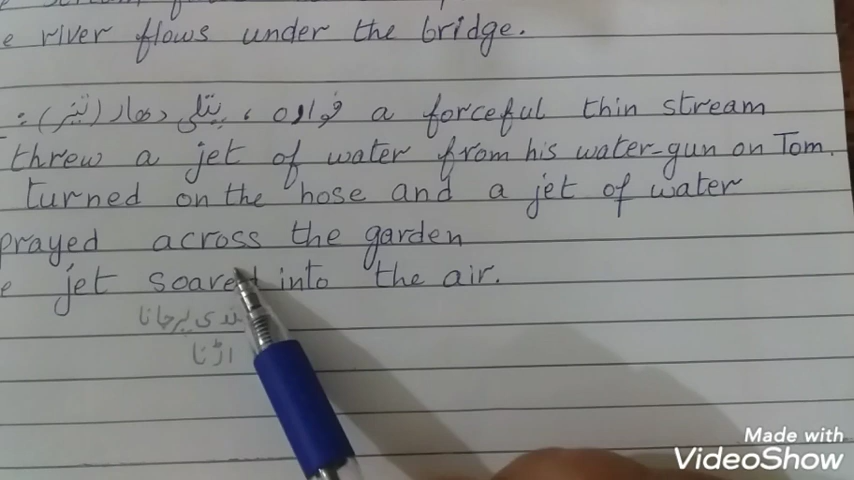 e river flows under the bridge.
فوارہ، پتلی دھار (تیز): a forceful thin stream
threw a jet of water from his water-gun on Tom.
turned on the hose and a jet of water
prayed across the garden
e jet soared into the air.
پر جانا
اڑنا
Made with
VideoShow